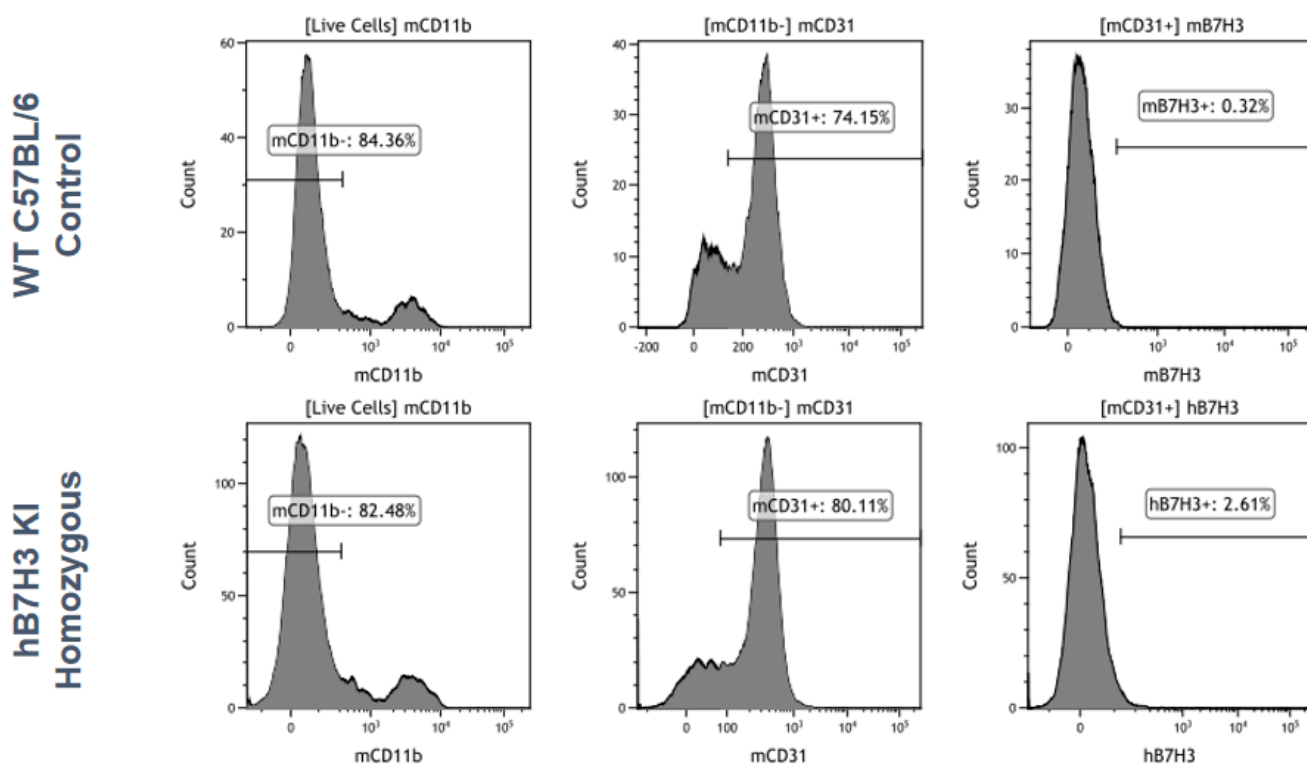 WT C57BL/6
Control
[Live Cells] mCD11b
60
40
20
0
Count
mCD11b-: 84.36%
0 10³ 10⁴ 10⁵
mCD11b
[mCD11b-] mCD31
40
30
20
10
0
Count
mCD31+: 74.15%
-200 0 200 10³ 10⁴ 10⁵
mCD31
[mCD31+] mB7H3
30
20
10
0
Count
mB7H3+: 0.32%
0 10³ 10⁴ 10⁵
mB7H3
hB7H3 KI
Homozygous
[Live Cells] mCD11b
100
50
0
Count
mCD11b-: 82.48%
0 10³ 10⁴ 10⁵
mCD11b
[mCD11b-] mCD31
100
50
0
Count
mCD31+: 80.11%
0 100 10³ 10⁴ 10⁵
mCD31
[mCD31+] hB7H3
100
50
0
Count
hB7H3+: 2.61%
0 10³ 10⁴ 10⁵
hB7H3